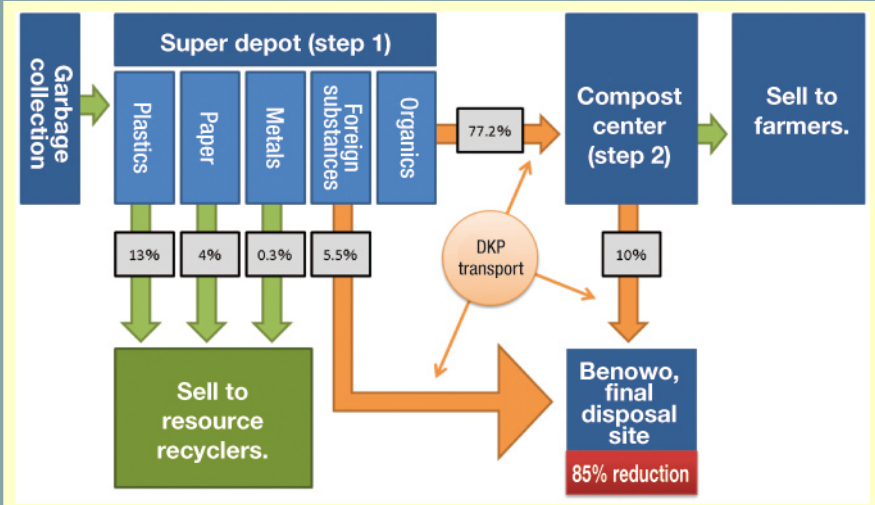 Garbage
collection
Super depot (step 1)
Plastics
Paper
Metals
Foreign
substances
Organics
77.2%
Compost
center
(step 2)
Sell to
farmers.
13%
4%
0.3%
5.5%
DKP
transport
10%
Sell to
resource
recyclers.
Benowo,
final
disposal
site
85% reduction